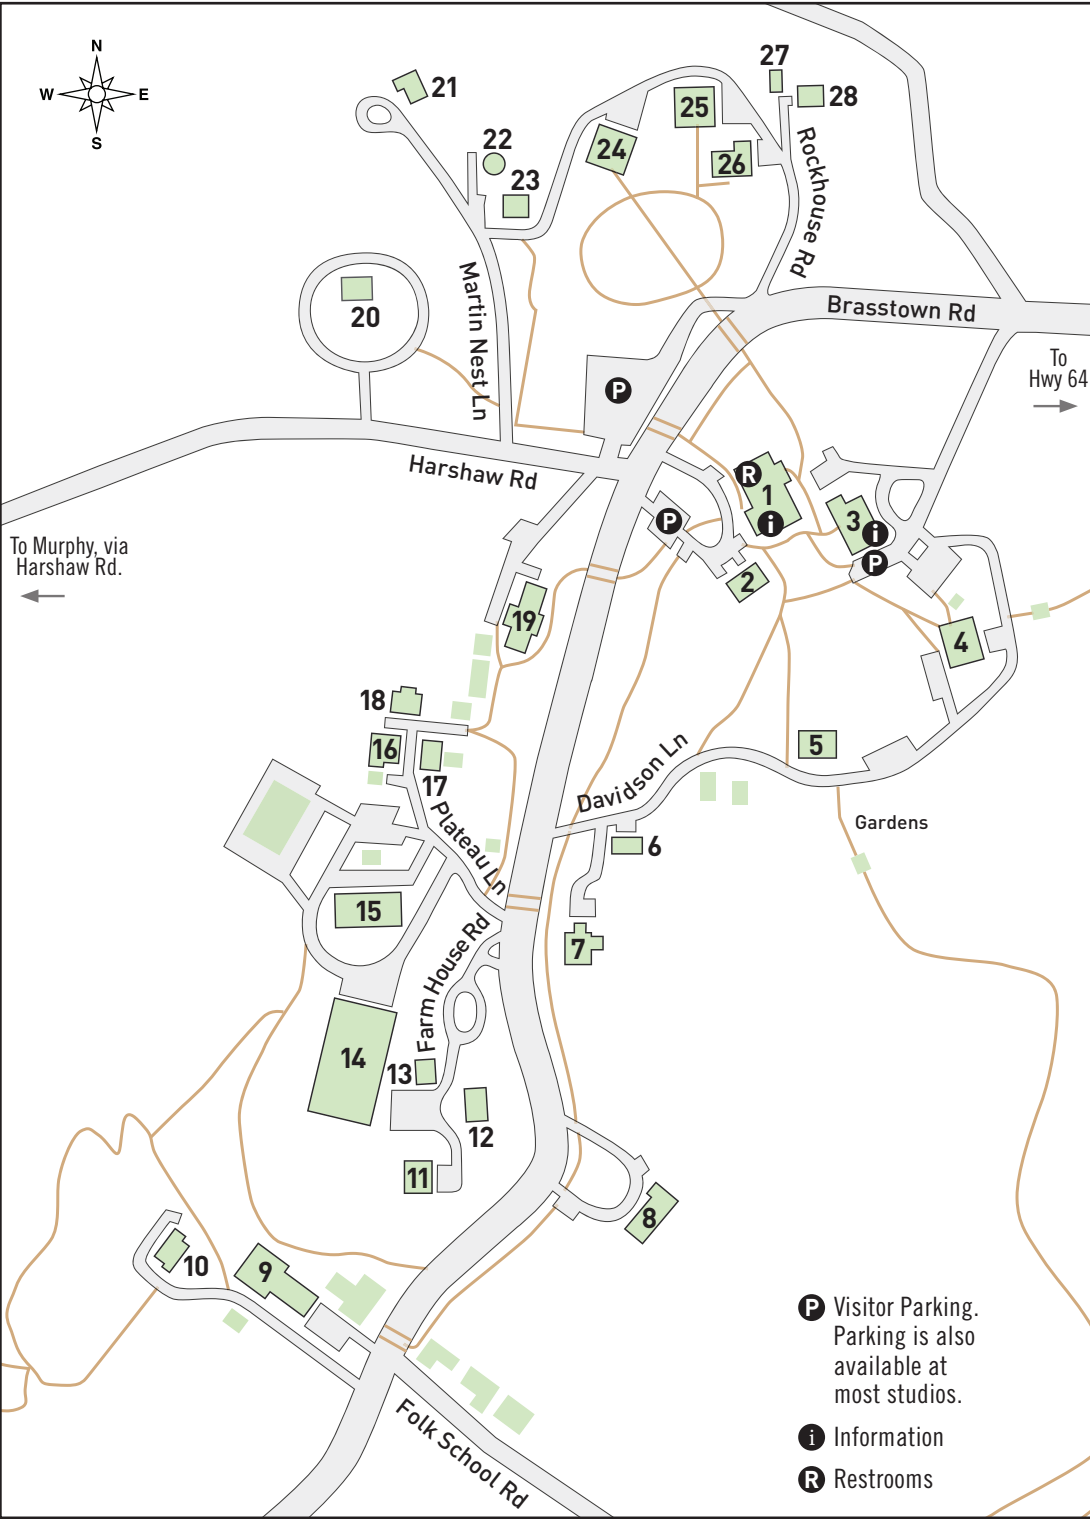 N
W E
S
27
21
28
25
22
24
26
23
Rockhouse Rd
Martin Nest Ln
20
Brasstown Rd
To
Hwy 64
P
Harshaw Rd
R
1
i
P
3
i
P
To Murphy, via
Harshaw Rd.
2
19
4
18
16
17
5
Davidson Ln
Plateau Ln
Gardens
6
15
Farm House Rd
7
14
13
12
11
8
10
9
P Visitor Parking.
Parking is also
available at
most studios.
i Information
R Restrooms
Folk School Rd